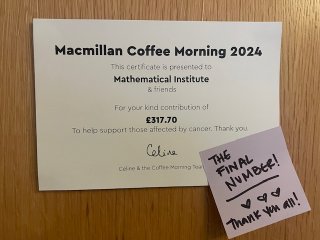 Macmillan Coffee Morning 2024
This certificate is presented to
Mathematical Institute
& friends
For your kind contribution of
£317.70
To help support those affected by cancer. Thank you.
Celine
Celine & the Coffee Morning Team
THE
FINAL
NUMBER!
Thank you all!